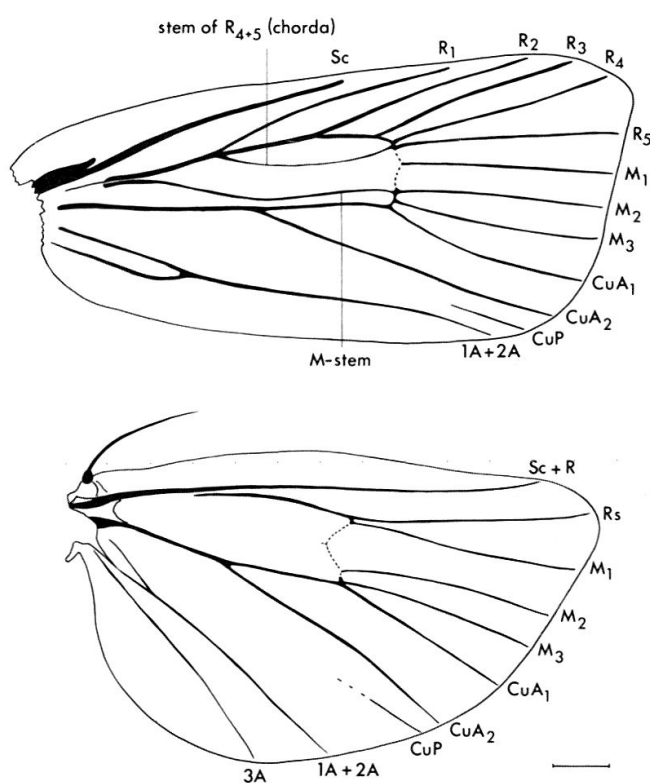 stem of R₄₊₅ (chorda)
Sc
R₁
R₂
R₃
R₄
R₅
M₁
M₂
M₃
CuA₁
CuA₂
CuP
1A+2A
M-stem
Sc + R
Rs
M₁
M₂
M₃
CuA₁
CuA₂
CuP
1A + 2A
3A